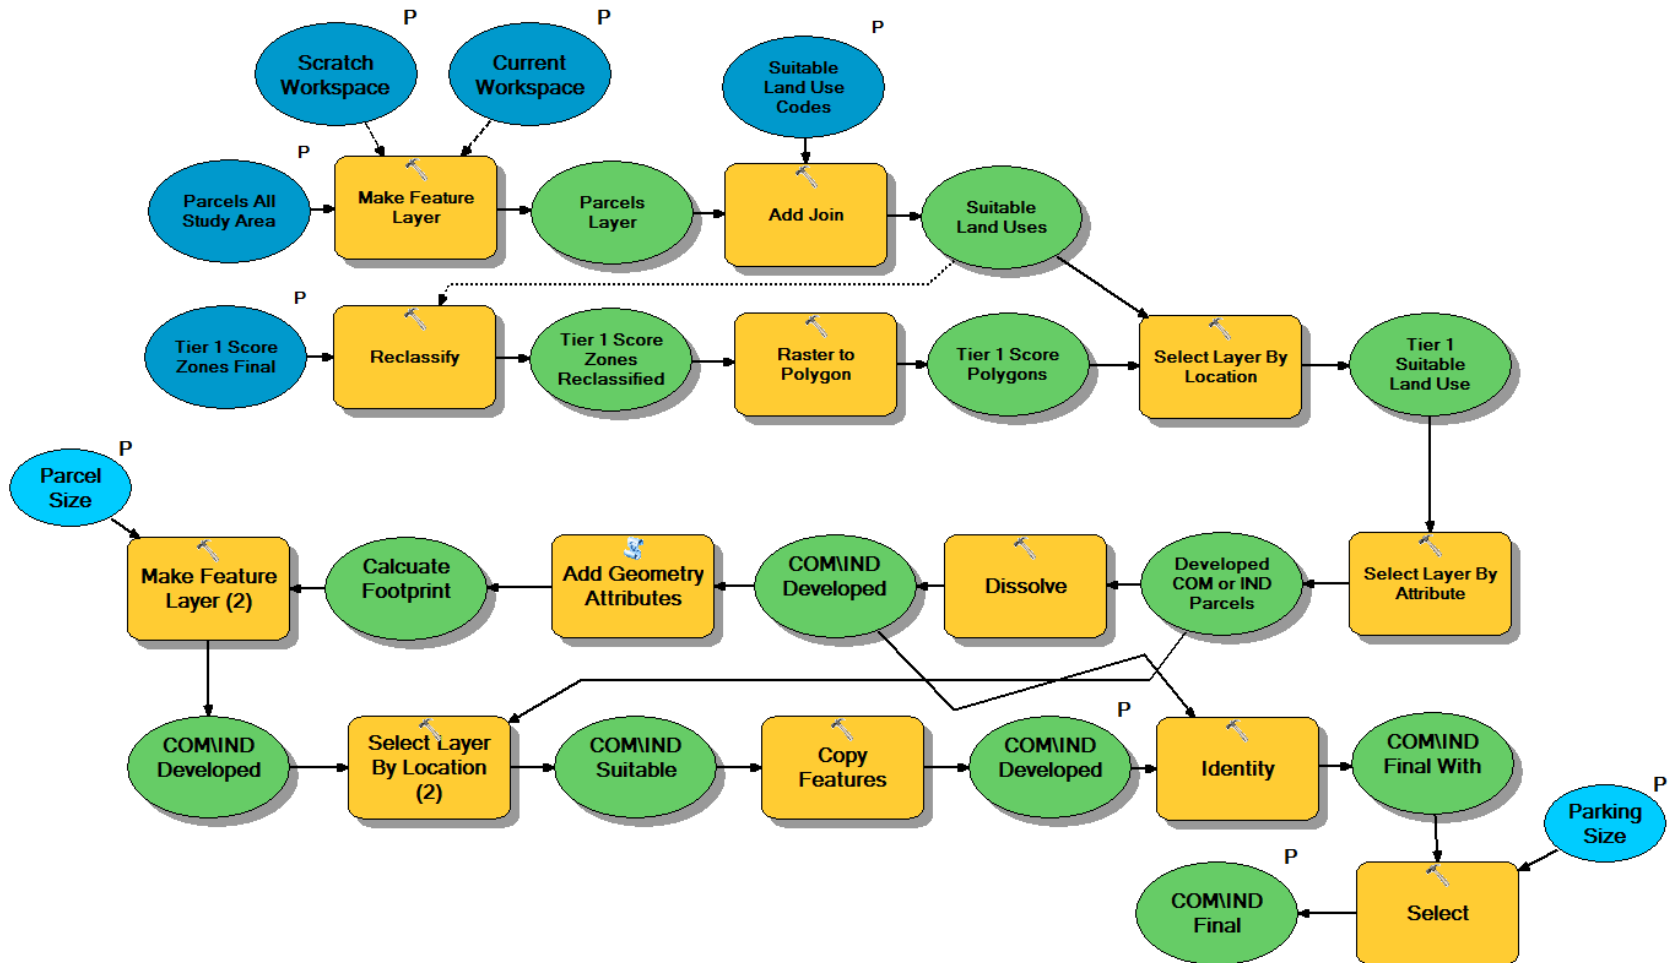 P
P
P
Scratch
Workspace
Current
Workspace
Suitable
Land Use
Codes
P
Parcels All
Study Area
Make Feature
Layer
Parcels
Layer
Add Join
Suitable
Land Uses
P
Tier 1 Score
Zones Final
Reclassify
Tier 1 Score
Zones
Reclassified
Raster to
Polygon
Tier 1 Score
Polygons
Select Layer By
Location
Tier 1
Suitable
Land Use
P
Parcel
Size
Make Feature
Layer (2)
Calcuate
Footprint
Add Geometry
Attributes
COM\IND
Developed
Dissolve
Developed
COM or IND
Parcels
Select Layer By
Attribute
COM\IND
Developed
Select Layer
By Location
(2)
COM\IND
Suitable
Copy
Features
P
COM\IND
Developed
Identity
COM\IND
Final With
P
Parking
Size
P
COM\IND
Final
Select